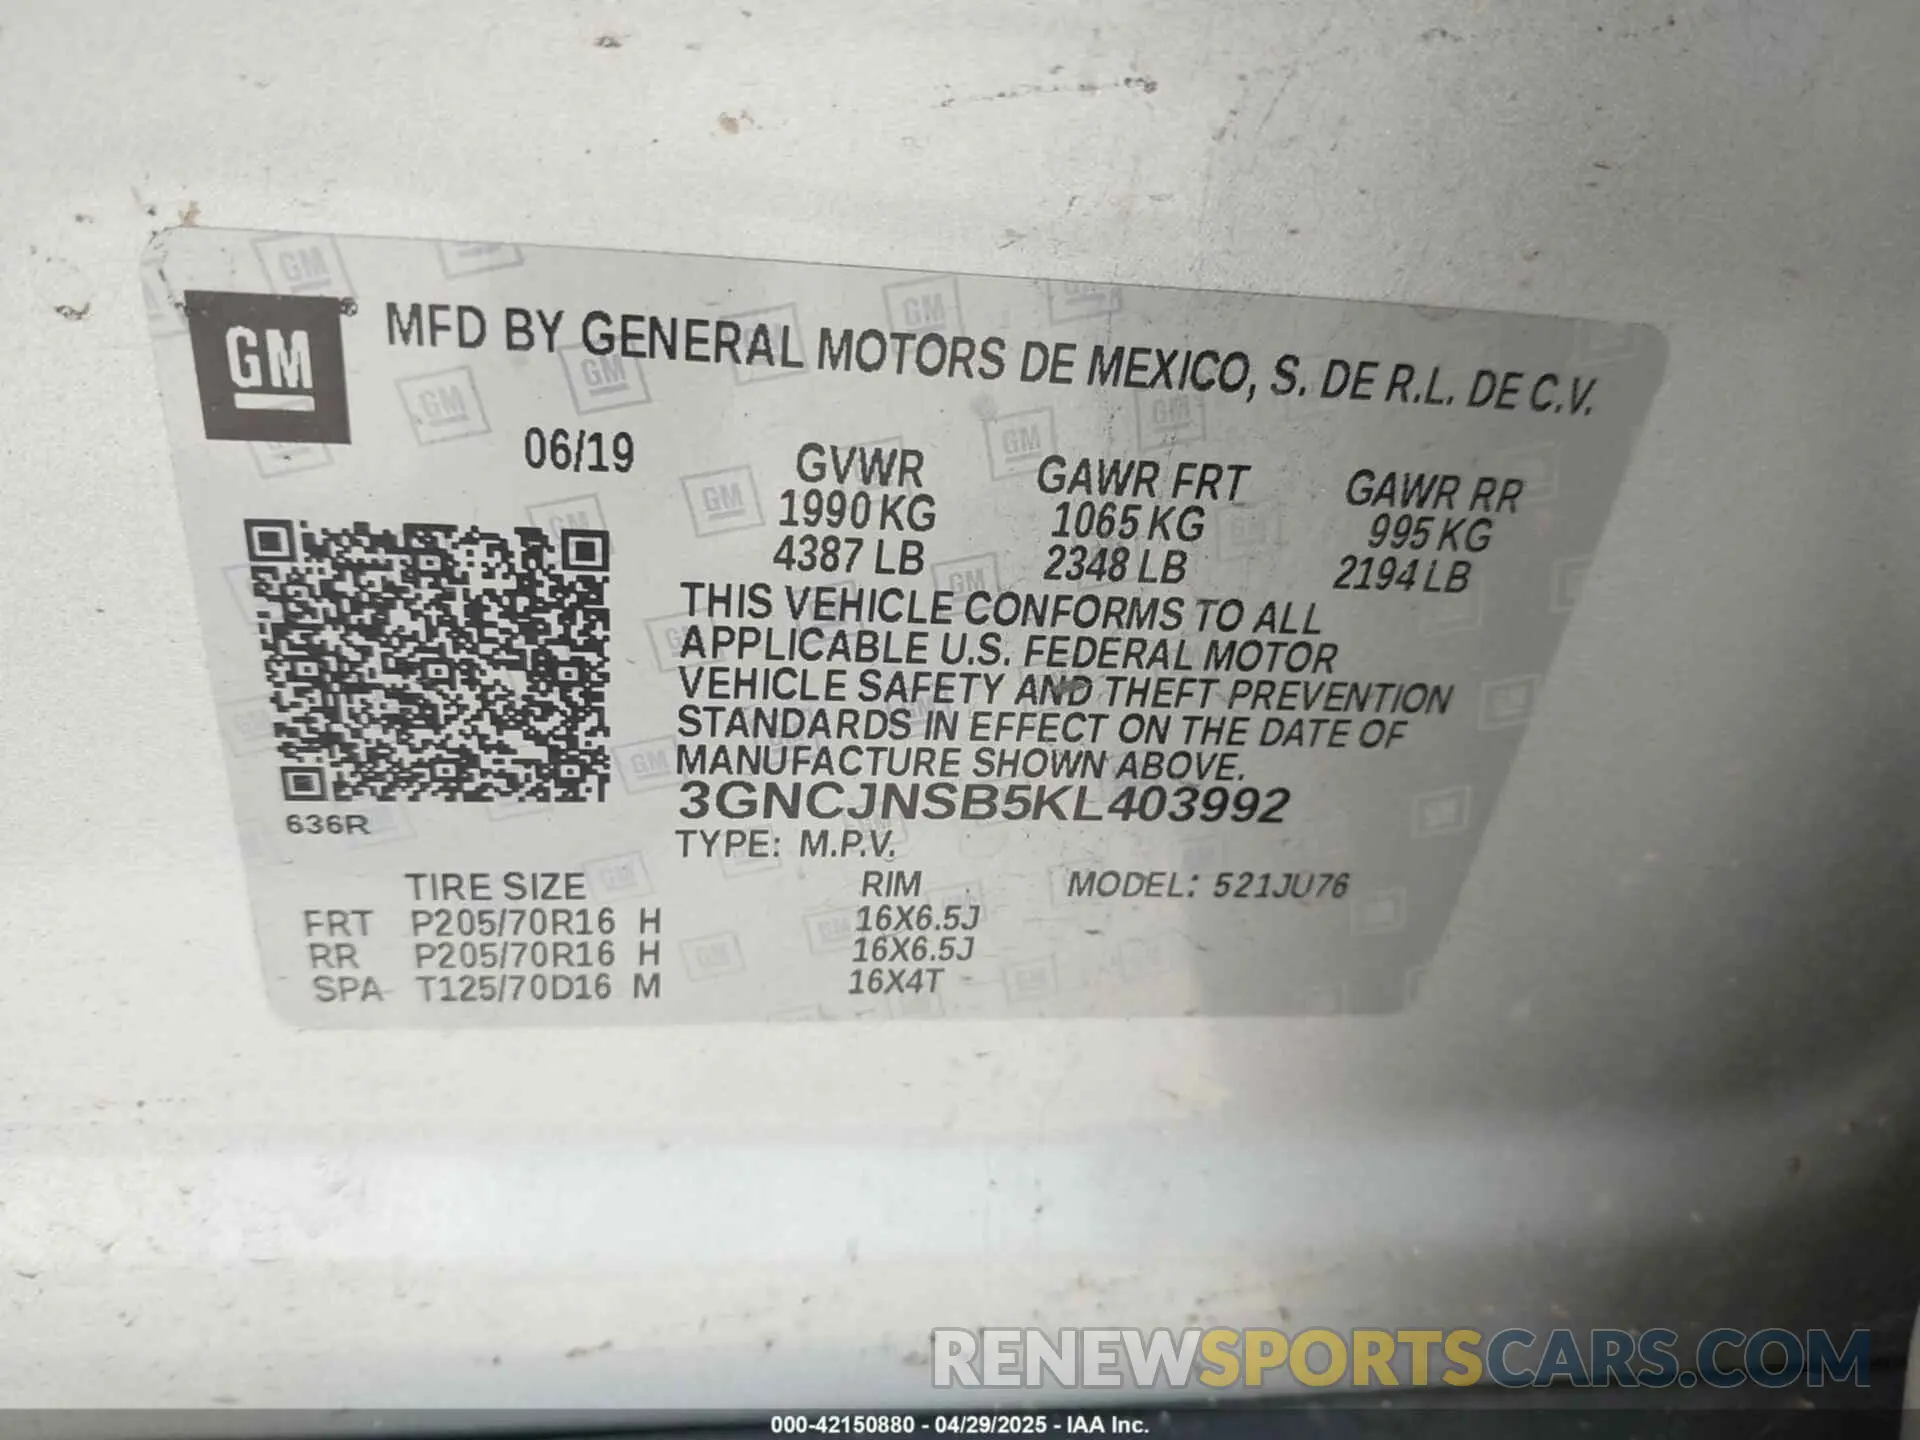 GM ® MFD BY GENERAL MOTORS DE MEXICO, S. DE R.L. DE C.V.
06/19 GVWR GAWR FRT GAWR RR
1990 KG 1065 KG 995 KG
4387 LB 2348 LB 2194 LB
THIS VEHICLE CONFORMS TO ALL
APPLICABLE U.S. FEDERAL MOTOR
VEHICLE SAFETY AND THEFT PREVENTION
STANDARDS IN EFFECT ON THE DATE OF
MANUFACTURE SHOWN ABOVE.
3GNCJNSB5KL403992
636R
TYPE: M.P.V.
TIRE SIZE RIM MODEL: 521JU76
FRT P205/70R16 H 16X6.5J
RR P205/70R16 H 16X6.5J
SPA T125/70D16 M 16X4T
RENEWSPORTSCARS.COM
000-42150880 - 04/29/2025 - IAA Inc.